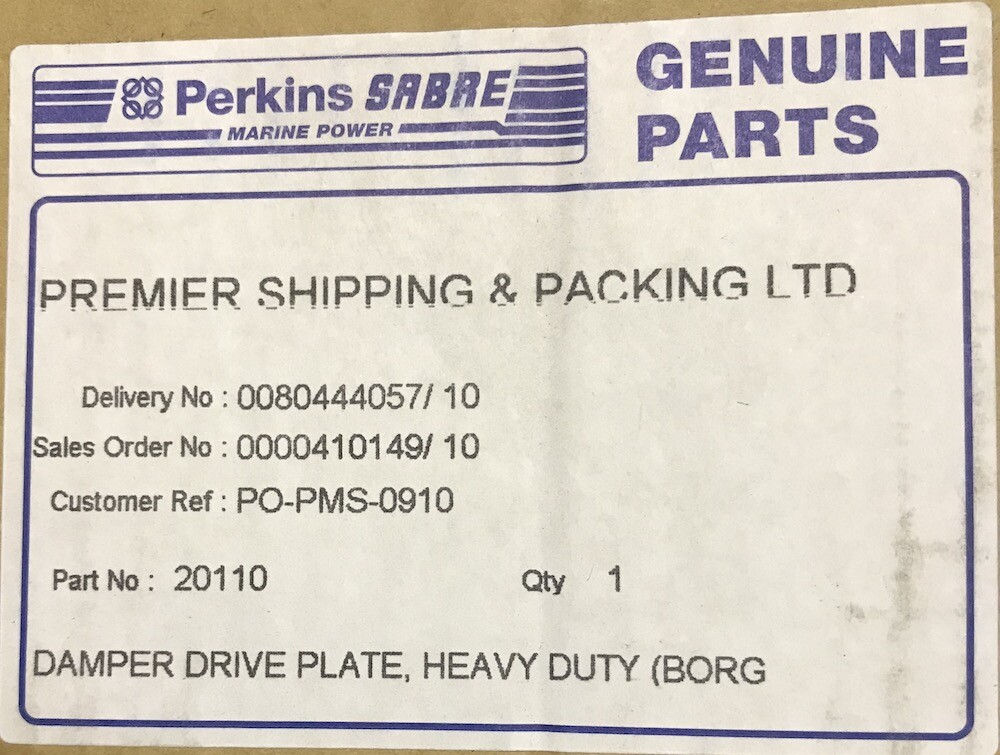 Perkins SABRE
MARINE POWER
GENUINE
PARTS
PREMIER SHIPPING & PACKING LTD
Delivery No : 0080444057/ 10
Sales Order No : 0000410149/ 10
Customer Ref : PO-PMS-0910
Part No : 20110 Qty 1
DAMPER DRIVE PLATE, HEAVY DUTY (BORG